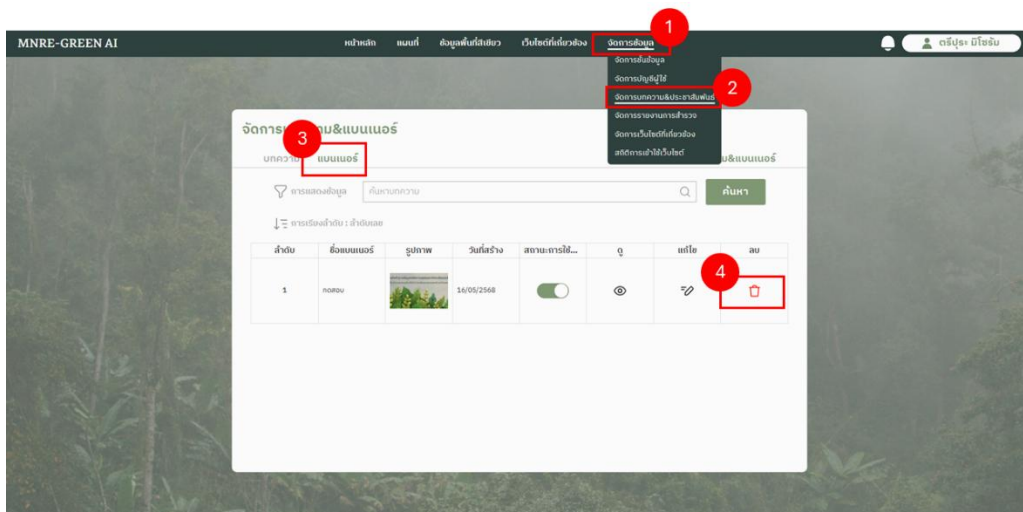 1
MNRE-GREEN AI หน้าหลัก แผนที่ ข้อมูลพื้นที่สีเขียว เว็บไซต์ที่เกี่ยวข้อง จัดการข้อมูล ตรีปุระ มิโซรัม
จัดการชั้นข้อมูล
จัดการบัญชีผู้ใช้
2
จัดการบทความ&ประชาสัมพันธ์
จัดการรายงานการสำรวจ
จัดการเว็บไซต์ที่เกี่ยวข้อง
สถิติการเข้าใช้เว็บไซต์
3
&แบนเนอร์
บทความ แบนเนอร์ &แบนเนอร์
การแสดงข้อมูล ค้นหาบทความ ค้นหา
การเรียงลำดับ : ลำดับเลข
ลำดับ ชื่อแบนเนอร์ รูปภาพ วันที่สร้าง สถานะการใช้... ดู แก้ไข ลบ
4
1 ทดสอบ 16/05/2568